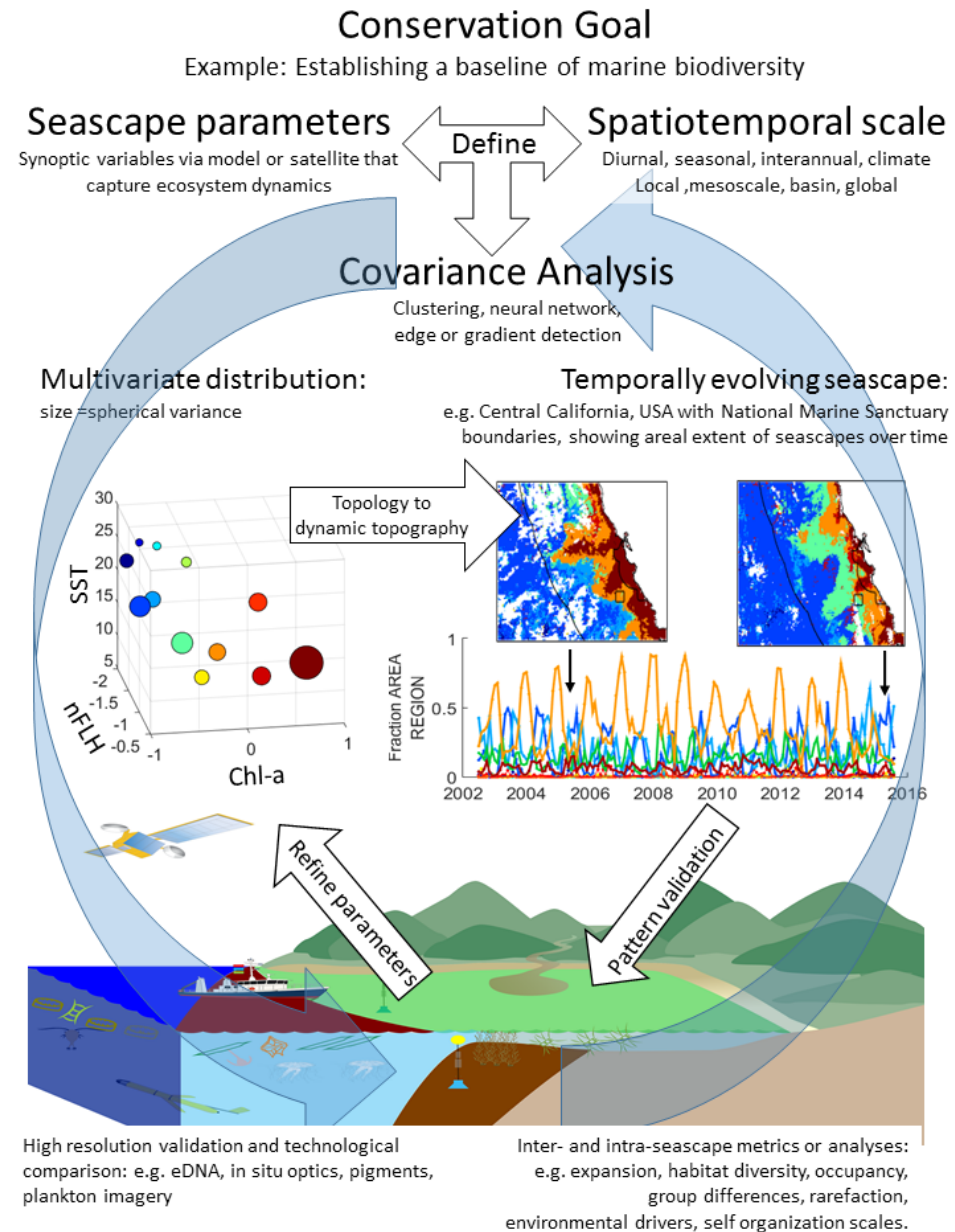 Conservation Goal
Example: Establishing a baseline of marine biodiversity
Seascape parameters
Synoptic variables via model or satellite that
capture ecosystem dynamics
Define
Spatiotemporal scale
Diurnal, seasonal, interannual, climate
Local ,mesoscale, basin, global
Covariance Analysis
Clustering, neural network,
edge or gradient detection
Multivariate distribution:
size =spherical variance
Temporally evolving seascape:
e.g. Central California, USA with National Marine Sanctuary
boundaries, showing areal extent of seascapes over time
Topology to
dynamic topography
30
25
20
15
10
5
SST
-2
-1.5
-1
-0.5
nFLH
-1
0
1
Chl-a
1
0.5
0
Fraction AREA
REGION
2002 2004 2006 2008 2010 2012 2014 2016
Refine parameters
Pattern validation
High resolution validation and technological
comparison: e.g. eDNA, in situ optics, pigments,
plankton imagery
Inter- and intra-seascape metrics or analyses:
e.g. expansion, habitat diversity, occupancy,
group differences, rarefaction,
environmental drivers, self organization scales.